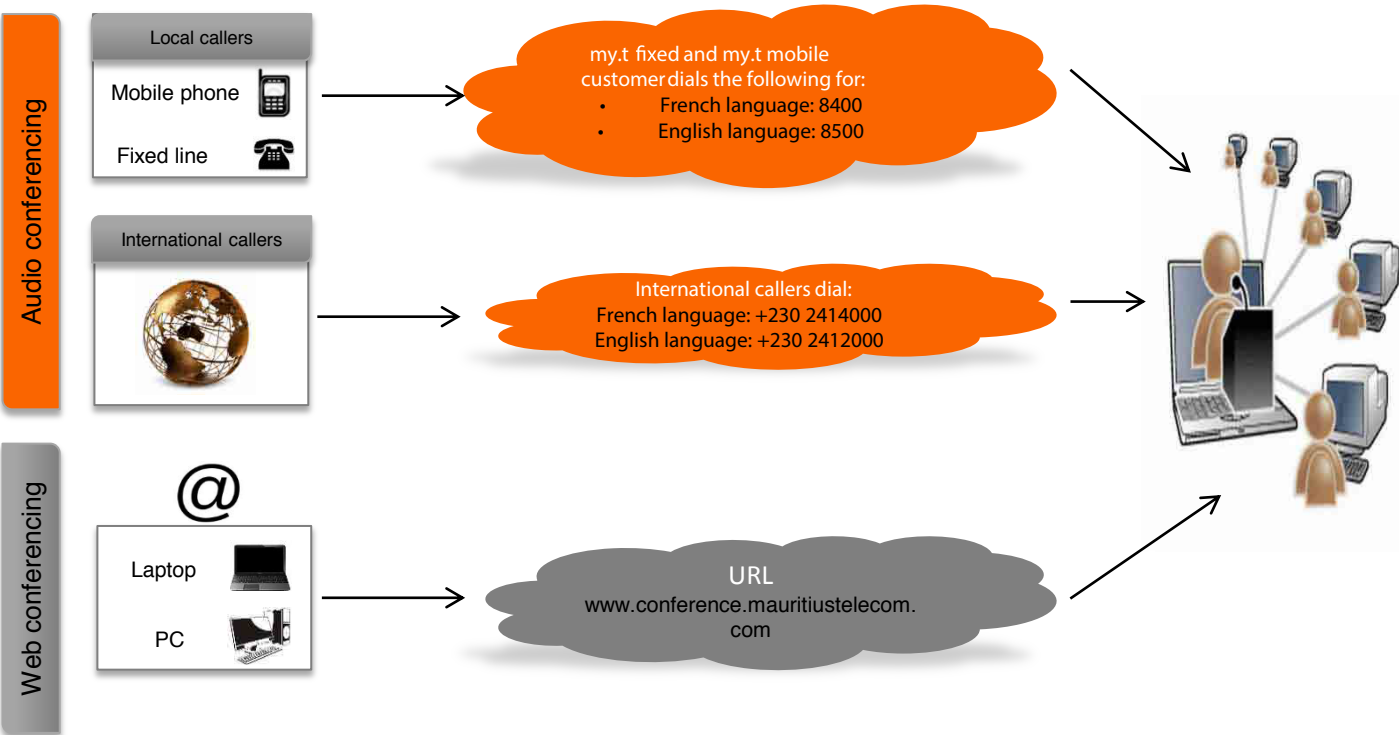 Audio conferencing
Local callers
Mobile phone
Fixed line
my.t fixed and my.t mobile
customer dials the following for:
• French language: 8400
• English language: 8500
International callers
International callers dial:
French language: +230 2414000
English language: +230 2412000
Web conferencing
@
Laptop
PC
URL
www.conference.mauritiustelecom.
com